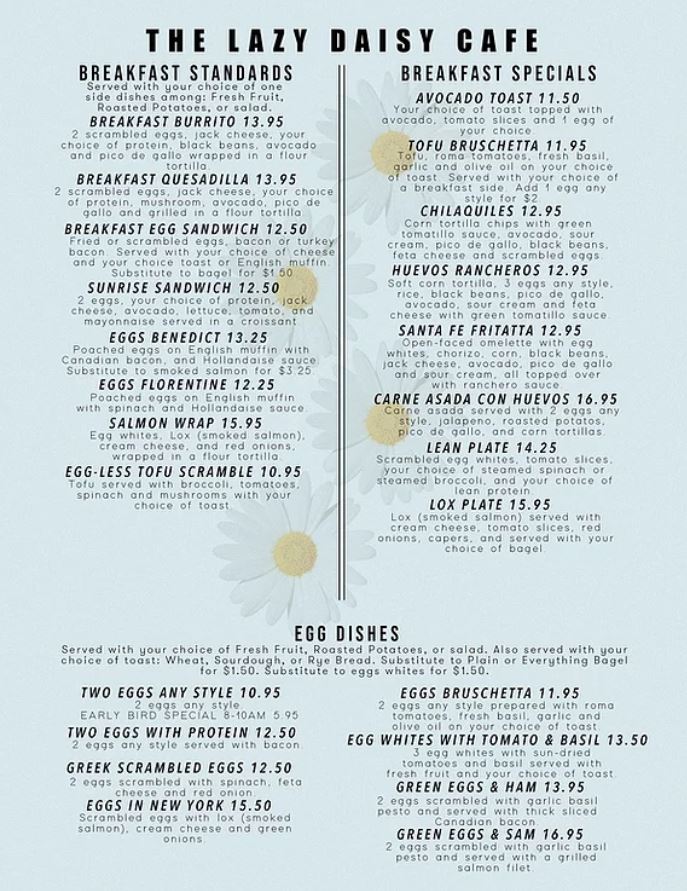 THE LAZY DAISY CAFE
BREAKFAST STANDARDS
Served with your choice of one
side dishes among: Fresh Fruit,
Roasted Potatoes, or salad.
BREAKFAST BURRITO 13.95
2 scrambled eggs, jack cheese, your
choice of protein, black beans, avocado
and pico de gallo wrapped in a flour
tortilla.
BREAKFAST QUESADILLA 13.95
2 scrambled eggs, jack cheese, your choice
of protein, mushroom, avocado, pico de
gallo and grilled in a flour tortilla.
BREAKFAST EGG SANDWICH 12.50
Fried or scrambled eggs, bacon or turkey
bacon. Served with your choice of cheese
and your choice toast or English muffin.
Substitute to bagel for $1.50
SUNRISE SANDWICH 12.50
2 eggs, your choice of protein, jack
cheese, avocado, lettuce, tomato, and
mayonnaise served in a croissant.
EGGS BENEDICT 13.25
Poached eggs on English muffin with
Canadian bacon, and Hollandaise sauce.
Substitute to smoked salmon for $3.25.
EGGS FLORENTINE 12.25
Poached eggs on English muffin
with spinach and Hollandaise sauce.
SALMON WRAP 15.95
Egg whites, Lox (smoked salmon),
cream cheese, and red onions,
wrapped in a flour tortilla.
EGG-LESS TOFU SCRAMBLE 10.95
Tofu served with broccoli, tomatoes,
spinach and mushrooms with your
choice of toast.
BREAKFAST SPECIALS
AVOCADO TOAST 11.50
Your choice of toast topped with
avocado, tomato slices and 1 egg of
your choice.
TOFU BRUSCHETTA 11.95
Tofu, roma tomatoes, fresh basil,
garlic and olive oil on your choice
of toast. Served with your choice of
a breakfast side. Add 1 egg any
style for $2.
CHILAQUILES 12.95
Corn tortilla chips with green
tomatillo sauce, avocado, sour
cream, pico de gallo, black beans,
feta cheese and scrambled eggs.
HUEVOS RANCHEROS 12.95
Soft corn tortilla, 3 eggs any style,
rice, black beans, pico de gallo,
avocado, sour cream and feta
cheese with green tomatillo sauce.
SANTA FE FRITATTA 12.95
Open-faced omelette with egg
whites, chorizo, corn, black beans,
jack cheese, avocado, pico de gallo
and sour cream, all topped over
with ranchero sauce.
CARNE ASADA CON HUEVOS 16.95
Carne asada served with 2 eggs any
style, jalapeno, roasted potatos,
pico de gallo, and corn tortillas.
LEAN PLATE 14.25
Scrambled egg whites, tomato slices,
your choice of steamed spinach or
steamed broccoli, and your choice of
lean protein.
LOX PLATE 15.95
Lox (smoked salmon) served with
cream cheese, tomato slices, red
onions, capers, and served with your
choice of bagel.
EGG DISHES
Served with your choice of Fresh Fruit, Roasted Potatoes, or salad. Also served with your
choice of toast: Wheat, Sourdough, or Rye Bread. Substitute to Plain or Everything Bagel
for $1.50. Substitute to eggs whites for $1.50.
TWO EGGS ANY STYLE 10.95
2 eggs any style.
EARLY BIRD SPECIAL 8-10AM 5.95
TWO EGGS WITH PROTEIN 12.50
2 eggs any style served with bacon.
GREEK SCRAMBLED EGGS 12.50
2 eggs scrambled with spinach, feta
cheese and red onion.
EGGS IN NEW YORK 15.50
Scrambled eggs with lox (smoked
salmon), cream cheese and green
onions.
EGGS BRUSCHETTA 11.95
2 eggs any style prepared with roma
tomatoes, fresh basil, garlic and
olive oil on your choice of toast.
EGG WHITES WITH TOMATO & BASIL 13.50
3 egg whites with sun-dried
tomatoes and basil served with
fresh fruit and your choice of toast.
GREEN EGGS & HAM 13.95
2 eggs scrambled with garlic basil
pesto and served with thick sliced
Canadian bacon.
GREEN EGGS & SAM 16.95
2 eggs scrambled with garlic basil
pesto and served with a grilled
salmon filet.